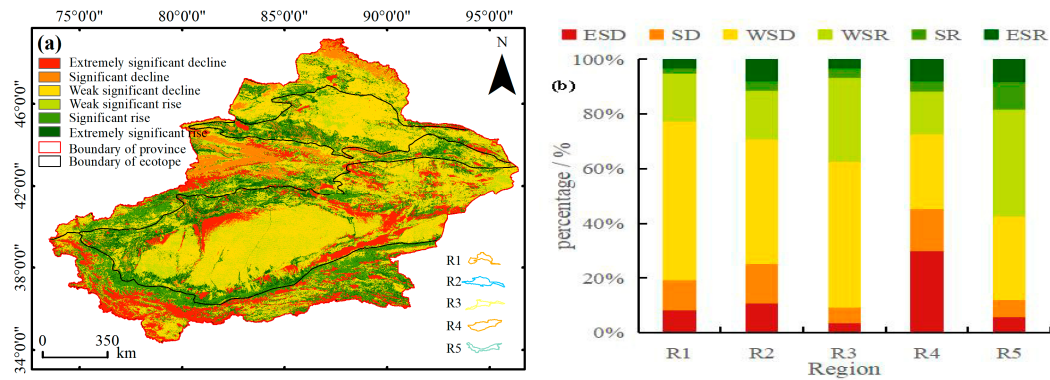 75°0'0" 80°0'0" 85°0'0" 90°0'0" 95°0'0"
(a)
N
Extremely significant decline
Significant decline
Weak significant decline
Weak significant rise
Significant rise
Extremely significant rise
Boundary of province
Boundary of ecotope
46°0'0"
42°0'0"
38°0'0"
34°0'0"
R1
R2
R3
R4
R5
0 350
km
ESD SD WSD WSR SR ESR
(b)
100%
80%
60%
40%
20%
0%
percentage / %
R1 R2 R3 R4 R5
Region